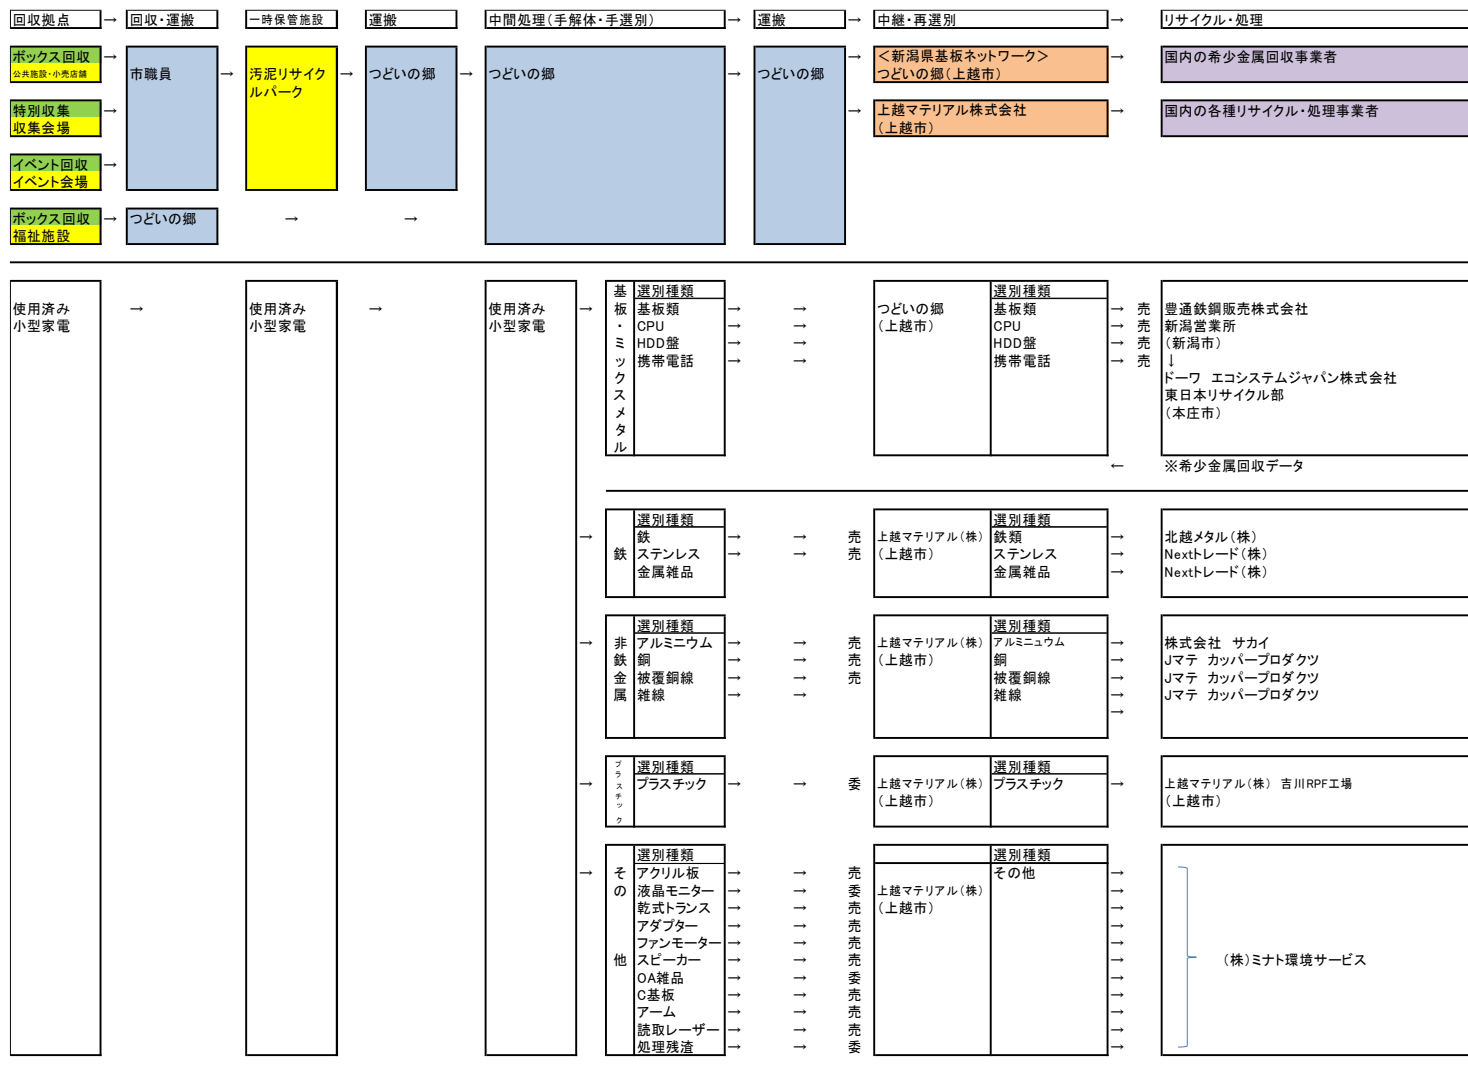 回収拠点 → 回収・運搬 一時保管施設 運搬 中間処理(手解体・手選別) → 運搬 → 中継・再選別 → リサイクル・処理
ボックス回収 →
公共施設・小売店舗
市職員 → 汚泥リサイクルパーク → つどいの郷 → つどいの郷 → つどいの郷
→ <新潟県基板ネットワーク> → 国内の希少金属回収事業者
つどいの郷(上越市)
特別収集 →
収集会場
→ 上越マテリアル株式会社 → 国内の各種リサイクル・処理事業者
(上越市)
イベント回収 →
イベント会場
ボックス回収 → つどいの郷 → →
福祉施設
使用済み → 使用済み → 使用済み
小型家電 小型家電 小型家電
→ 基板・ミックスメタル
選別種類 選別種類
基板類 → → つどいの郷 基板類 → 売 豊通鉄鋼販売株式会社
CPU → → (上越市) CPU → 売 新潟営業所
HDD盤 → → HDD盤 → 売 (新潟市)
携帯電話 → → 携帯電話 → 売 ↓
ドーワ エコシステムジャパン株式会社
東日本リサイクル部
(本庄市)
← ※希少金属回収データ
選別種類 選別種類
→ 鉄 → → 売 上越マテリアル(株) 鉄類 → 北越メタル(株)
鉄 ステンレス → → 売 (上越市) ステンレス → Nextトレード(株)
金属雑品 金属雑品 → Nextトレード(株)
選別種類 選別種類
→ 非 アルミニウム → → 売 上越マテリアル(株) アルミニュウム → 株式会社 サカイ
鉄 銅 → → 売 (上越市) 銅 → Jマテ カッパープロダクツ
金 被覆銅線 → → 売 被覆銅線 → Jマテ カッパープロダクツ
属 雑線 → → 雑線 → Jマテ カッパープロダクツ
→
プラスチック
選別種類 選別種類
→ プラスチック → → 委 上越マテリアル(株) プラスチック → 上越マテリアル(株) 吉川RPF工場
(上越市) (上越市)
選別種類 選別種類
→ そ アクリル板 → → 売 その他 →
の 液晶モニター → → 委 上越マテリアル(株) →
乾式トランス → → 売 (上越市) →
アダプター → → 売 →
ファンモーター → → 売 →
他 スピーカー → → 売 → (株)ミナト環境サービス
OA雑品 → → 委 →
C基板 → → 売 →
アーム → → 売 →
読取レーザー → → 売 →
処理残渣 → → 委 →